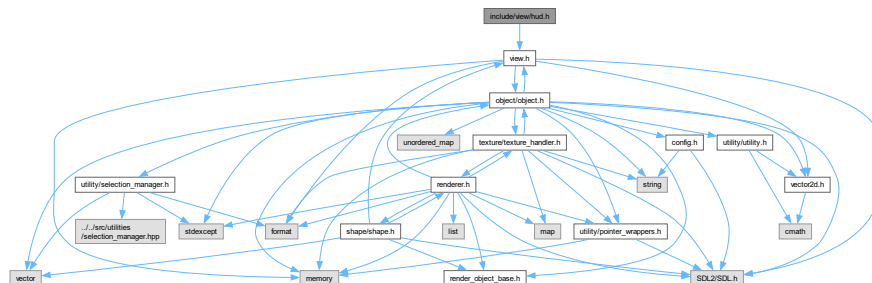 include/view/hud.h
view.h
object/object.h
unordered_map
texture/texture_handler.h
config.h
utility/utility.h
utility/selection_manager.h
renderer.h
string
vector2d.h
../../src/utilities
/selection_manager.hpp
stdexcept
format
shape/shape.h
list
map
utility/pointer_wrappers.h
cmath
vector
memory
render_object_base.h
SDL2/SDL.h